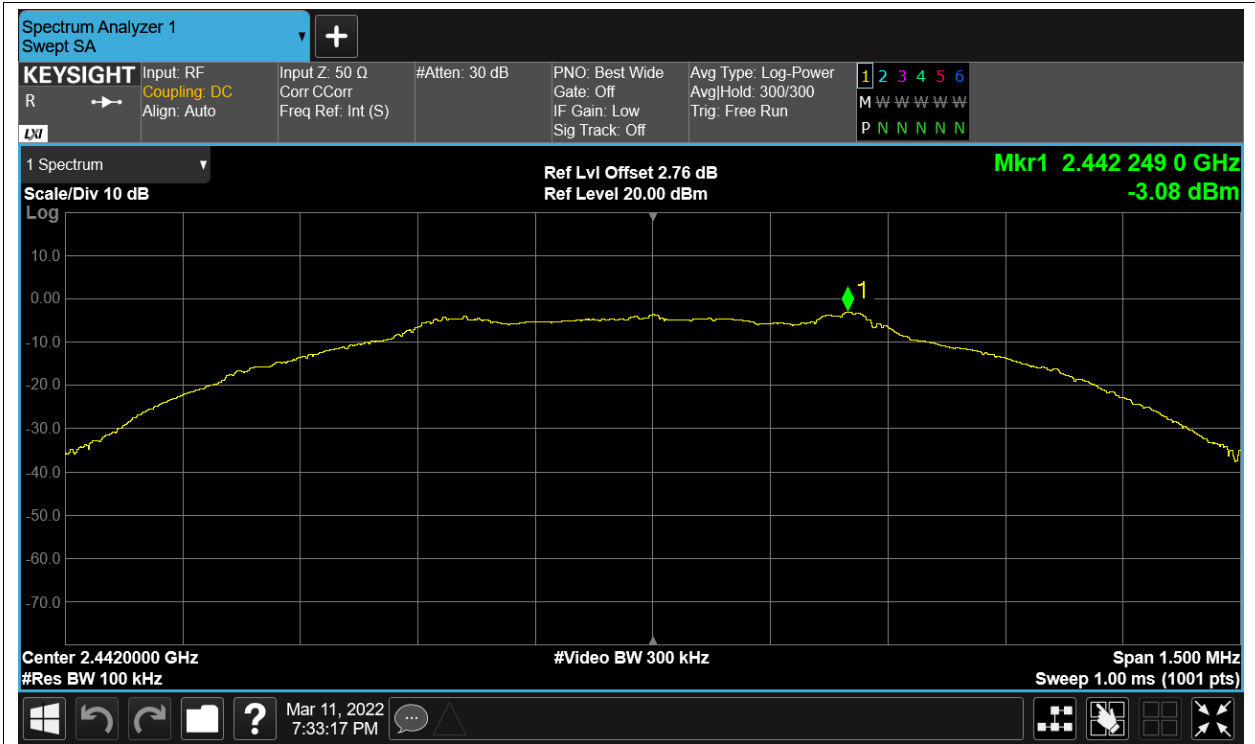 Spectrum Analyzer 1
Swept SA
KEYSIGHT
R
LXI
Input: RF
Coupling: DC
Align: Auto
Input Z: 50 Ω
Corr CCorr
Freq Ref: Int (S)
#Atten: 30 dB
PNO: Best Wide
Gate: Off
IF Gain: Low
Sig Track: Off
Avg Type: Log-Power
Avg|Hold: 300/300
Trig: Free Run
1 2 3 4 5 6
M W W W W W
P N N N N N
1 Spectrum
Scale/Div 10 dB
Log
Ref Lvl Offset 2.76 dB
Ref Level 20.00 dBm
Mkr1 2.442 249 0 GHz
-3.08 dBm
10.0
0.00
-10.0
-20.0
-30.0
-40.0
-50.0
-60.0
-70.0
1
Center 2.4420000 GHz
#Res BW 100 kHz
#Video BW 300 kHz
Span 1.500 MHz
Sweep 1.00 ms (1001 pts)
?
Mar 11, 2022
7:33:17 PM